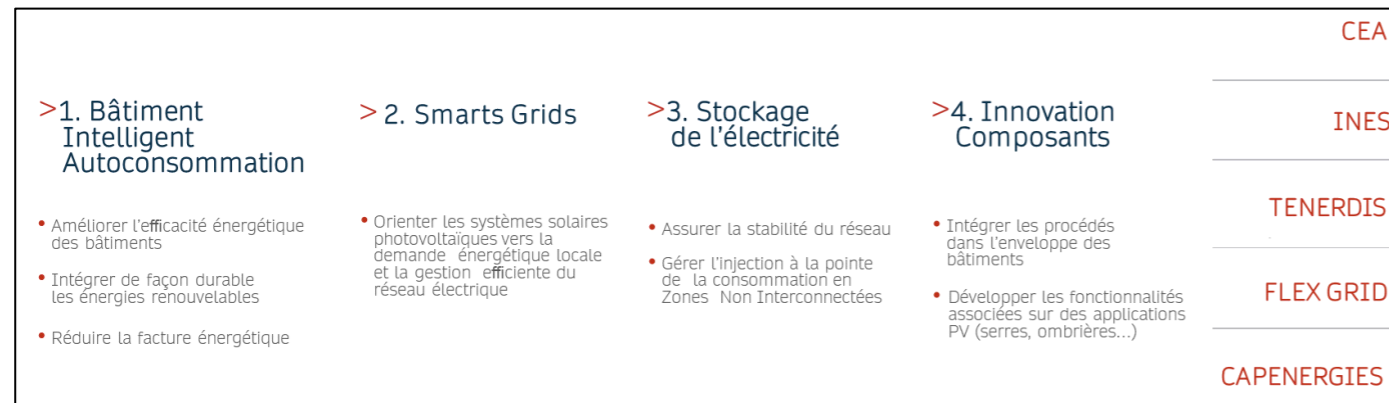 >1. Bâtiment
Intelligent
Autoconsommation
• Améliorer l'efficacité énergétique
des bâtiments
• Intégrer de façon durable
les énergies renouvelables
• Réduire la facture énergétique
> 2. Smarts Grids
• Orienter les systèmes solaires
photovoltaïques vers la
demande énergétique locale
et la gestion efficiente du
réseau électrique
>3. Stockage
de l'électricité
• Assurer la stabilité du réseau
• Gérer l'injection à la pointe
de la consommation en
Zones Non Interconnectées
>4. Innovation
Composants
• Intégrer les procédés
dans l'enveloppe des
bâtiments
• Développer les fonctionnalités
associées sur des applications
PV (serres, ombrières...)
CEA
INES
TENERDIS
FLEX GRID
CAPENERGIES